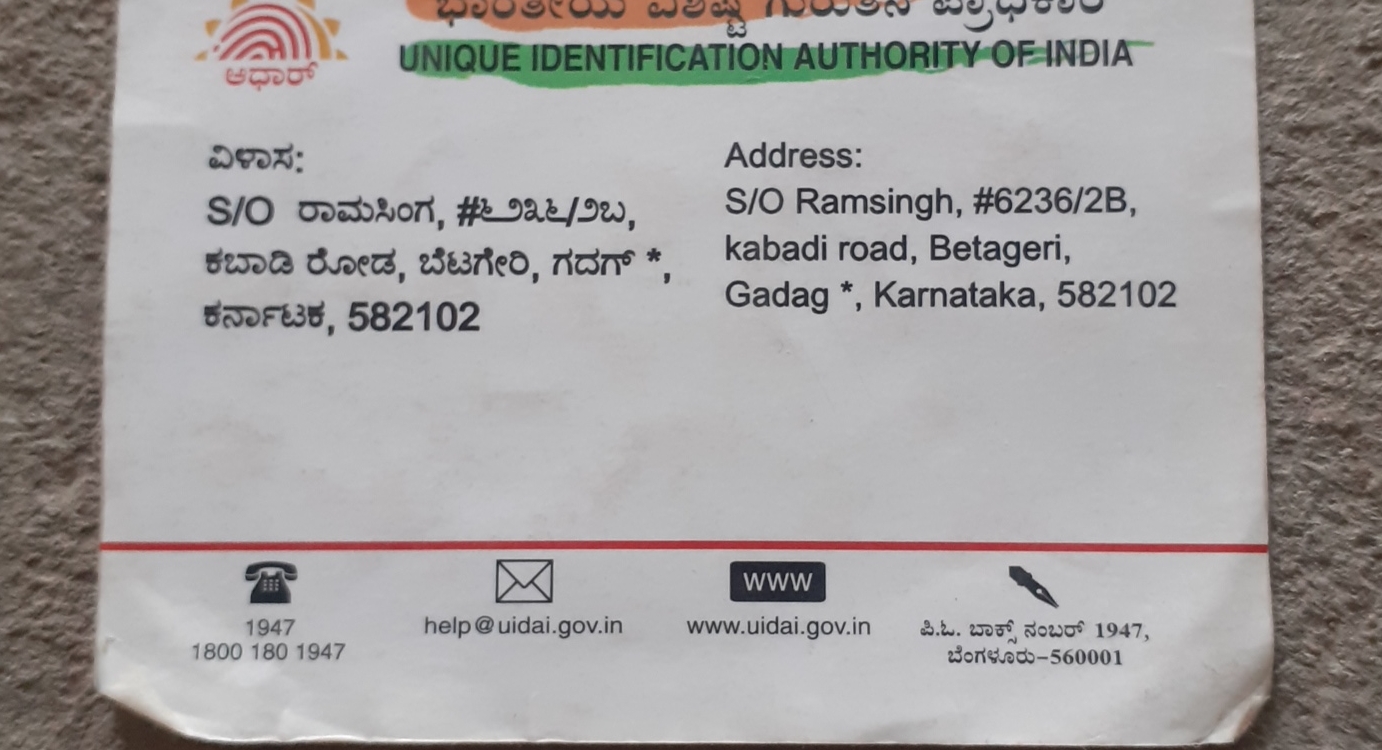 ಭಾರತೀಯ ವಿಶಿಷ್ಟ ಗುರುತಿನ ಪ್ರಾಧಿಕಾರ
UNIQUE IDENTIFICATION AUTHORITY OF INDIA
ಆಧಾರ್
ವಿಳಾಸ:
S/O ರಾಮಸಿಂಗ, #೬೨೩೬/೨ಬ,
ಕಬಾಡಿ ರೋಡ, ಬೆಟಗೇರಿ, ಗದಗ್ *,
ಕರ್ನಾಟಕ, 582102
Address:
S/O Ramsingh, #6236/2B,
kabadi road, Betageri,
Gadag *, Karnataka, 582102
1947
1800 180 1947
help@uidai.gov.in
www
www.uidai.gov.in
ಪಿ.ಓ. ಬಾಕ್ಸ್ ನಂಬರ್ 1947,
ಬೆಂಗಳೂರು-560001